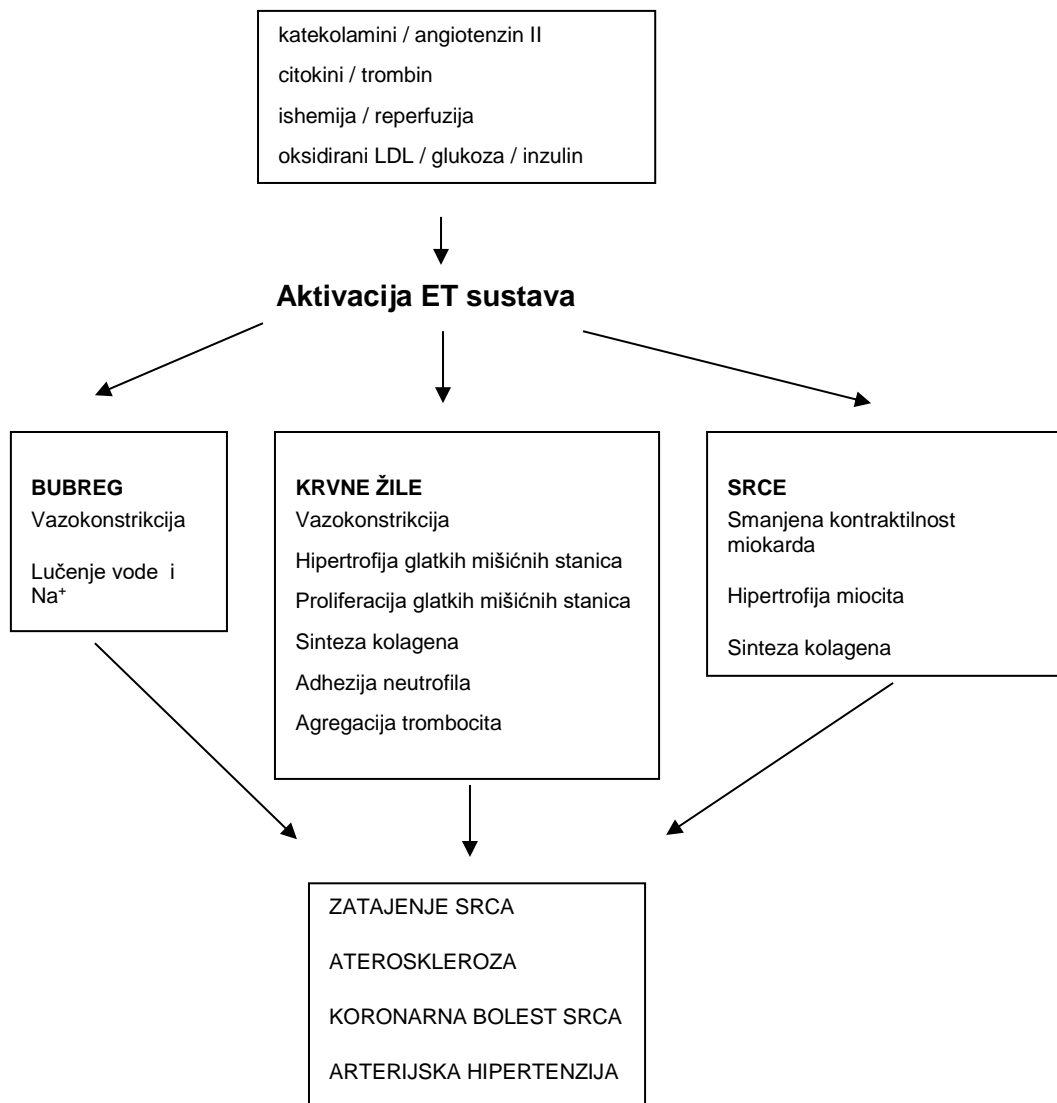 katekolamini / angiotenzin II
citokini / trombin
ishemija / reperfuzija
oksidirani LDL / glukoza / inzulin
Aktivacija ET sustava
BUBREG
Vazokonstrikcija
Lučenje vode i
Na⁺
KRVNE ŽILE
Vazokonstrikcija
Hipertrofija glatkih mišićnih stanica
Proliferacija glatkih mišićnih stanica
Sinteza kolagena
Adhezija neutrofila
Agregacija trombocita
SRCE
Smanjena kontraktilnost
miokarda
Hipertrofija miocita
Sinteza kolagena
ZATAJENJE SRCA
ATEROSKLEROZA
KORONARNA BOLEST SRCA
ARTERIJSKA HIPERTENZIJA